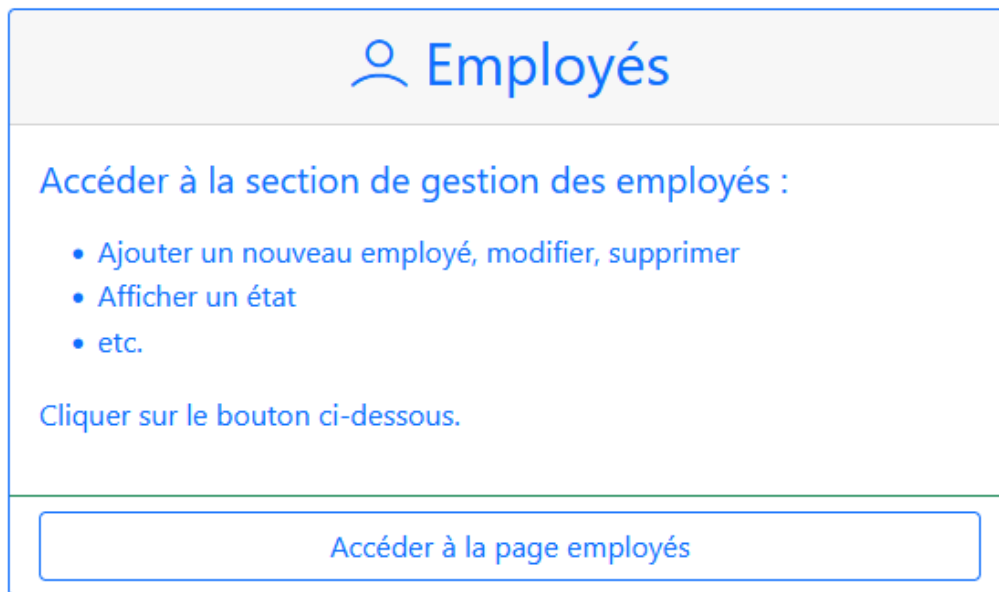 Employés
Accéder à la section de gestion des employés :
• Ajouter un nouveau employé, modifier, supprimer
• Afficher un état
• etc.
Cliquer sur le bouton ci-dessous.
Accéder à la page employés